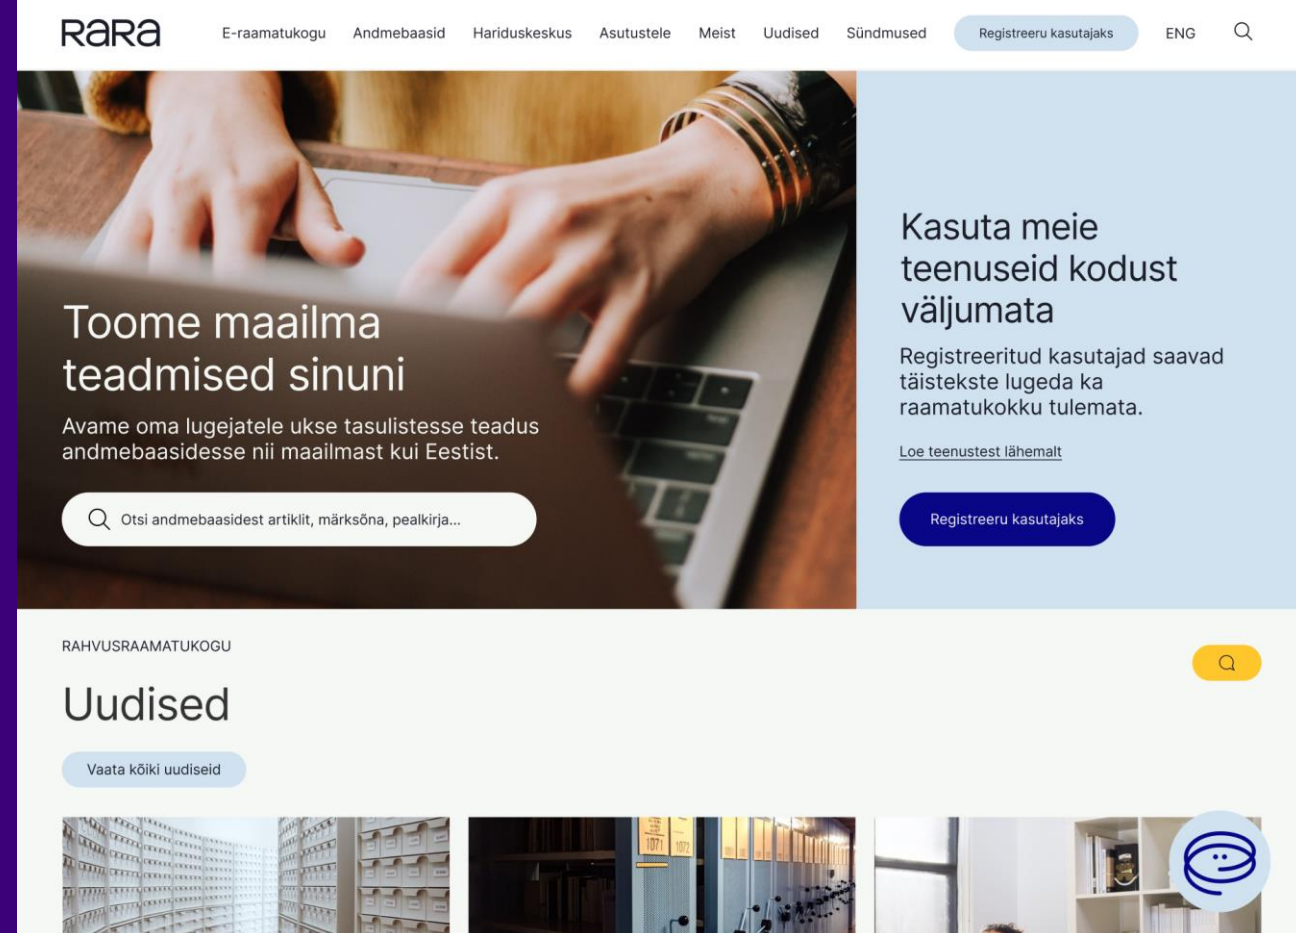 RaRa
E-raamatukogu Andmebaasid Hariduskeskus Asutustele Meist Uudised Sündmused Registreeru kasutajaks ENG
Toome maailma
teadmised sinuni
Avame oma lugejatele ukse tasulistesse teadus
andmebaasidesse nii maailmast kui Eestist.
Otsi andmebaasidest artiklit, märksõna, pealkirja...
Kasuta meie
teenuseid kodust
väljumata
Registreeritud kasutajad saavad
täistekste lugeda ka
raamatukokku tulemata.
Loe teenustest lähemalt
Registreeru kasutajaks
RAHVUSRAAMATUKOGU
Uudised
Vaata kõiki uudiseid
1071 1072